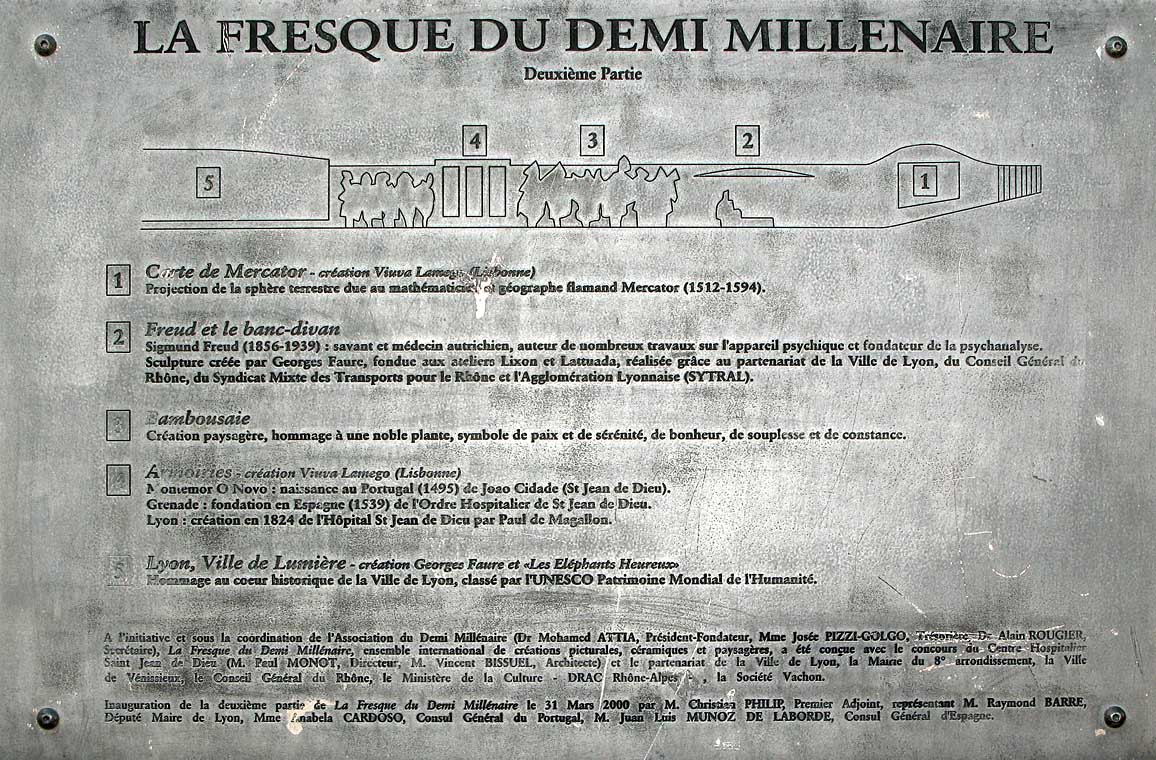 LA FRESQUE DU DEMI MILLENAIRE
Deuxième Partie
4 3 2
5 1
1 Carte de Mercator - création Viuva Lamego (Lisbonne)
Projection de la sphère terrestre due au mathématicien et géographe flamand Mercator (1512-1594).
2 Freud et le banc-divan
Sigmund Freud (1856-1939) : savant et médecin autrichien, auteur de nombreux travaux sur l'appareil psychique et fondateur de la psychanalyse.
Sculpture créée par Georges Faure, fondue aux ateliers Lixon et Lattuada, réalisée grâce au partenariat de la Ville de Lyon, du Conseil Général du
Rhône, du Syndicat Mixte des Transports pour le Rhône et l'Agglomération Lyonnaise (SYTRAL).
3 Bambousaie
Création paysagère, hommage à une noble plante, symbole de paix et de sérénité, de bonheur, de souplesse et de constance.
4 Armoiries - création Viuva Lamego (Lisbonne)
Montemor O Novo : naissance au Portugal (1495) de Joao Cidade (St Jean de Dieu).
Grenade : fondation en Espagne (1539) de l'Ordre Hospitalier de St Jean de Dieu.
Lyon : création en 1824 de l'Hôpital St Jean de Dieu par Paul de Magallon.
5 Lyon, Ville de Lumière - création Georges Faure et «Les Eléphants Heureux»
Hommage au coeur historique de la Ville de Lyon, classé par l'UNESCO Patrimoine Mondial de l'Humanité.
A l'initiative et sous la coordination de l'Association du Demi Millénaire (Dr Mohamed ATTIA, Président-Fondateur, Mme Josée PIZZI-GOLGO, Trésorière, Dr Alain ROUGIER,
Secrétaire), La Fresque du Demi Millénaire, ensemble international de créations picturales, céramiques et paysagères, a été conçue avec le concours du Centre Hospitalier
Saint Jean de Dieu (M. Paul MONOT, Directeur, M. Vincent BISSUEL, Architecte) et le partenariat de la Ville de Lyon, la Mairie du 8° arrondissement, la Ville
de Vénissieux, le Conseil Général du Rhône, le Ministère de la Culture - DRAC Rhône-Alpes - , la Société Vachon.
Inauguration de la deuxième partie de La Fresque du Demi Millénaire le 31 Mars 2000 par M. Christian PHILIP, Premier Adjoint, représentant M. Raymond BARRE,
Député Maire de Lyon, Mme Anabela CARDOSO, Consul Général du Portugal, M. Juan Luis MUNOZ DE LABORDE, Consul Général d'Espagne.